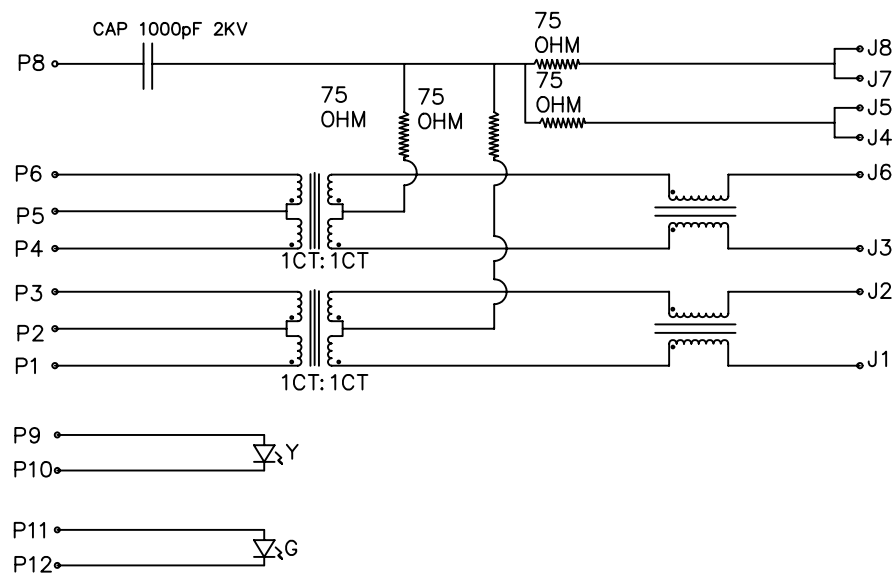 CAP 1000pF 2KV
75
OHM
J8
P8
J7
75
OHM
75
OHM
75
OHM
J5
J4
P6
J6
P5
P4
J3
1CT:1CT
P3
J2
P2
P1
J1
1CT:1CT
P9
Y
P10
P11
G
P12